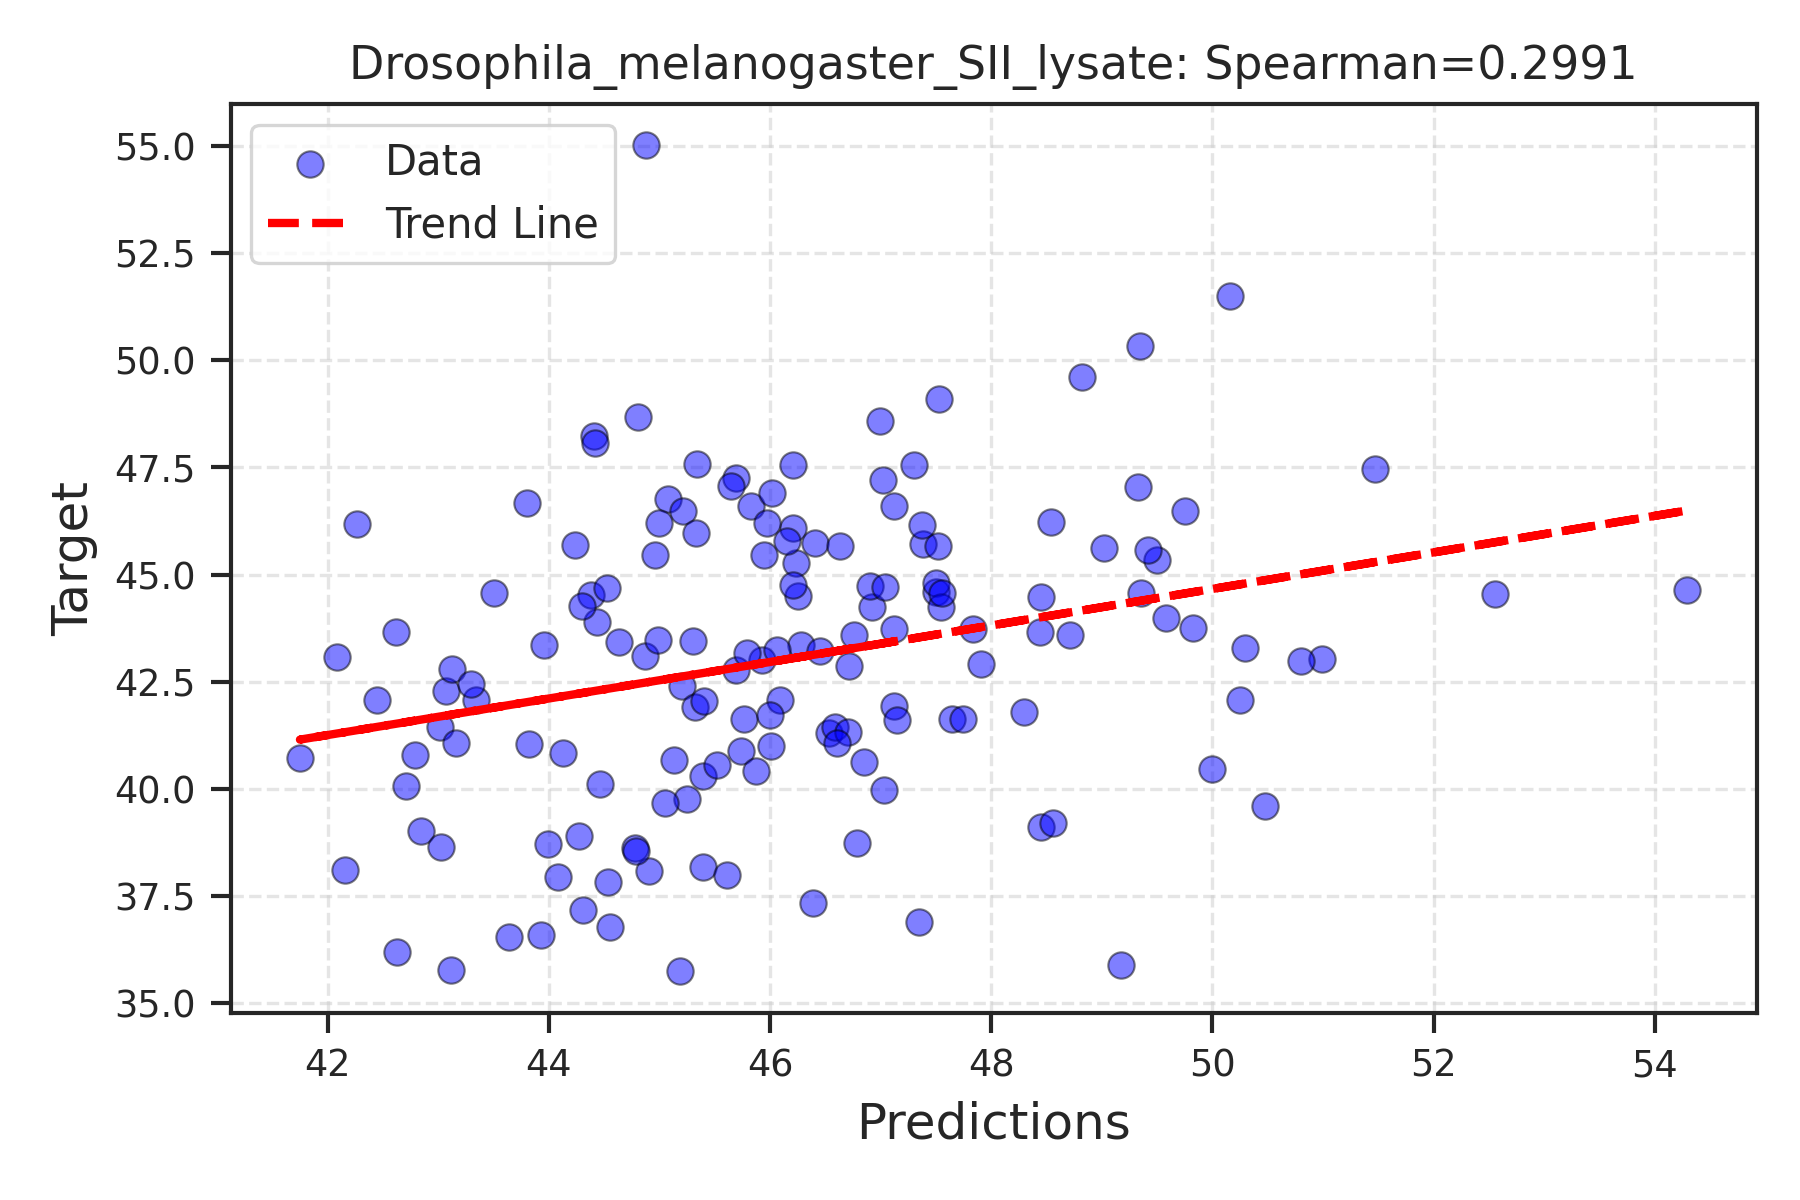 Drosophila_melanogaster_SII_lysate: Spearman=0.2991
Data
Trend Line
55.0
52.5
50.0
47.5
45.0
42.5
40.0
37.5
35.0
Target
42 44 46 48 50 52 54
Predictions